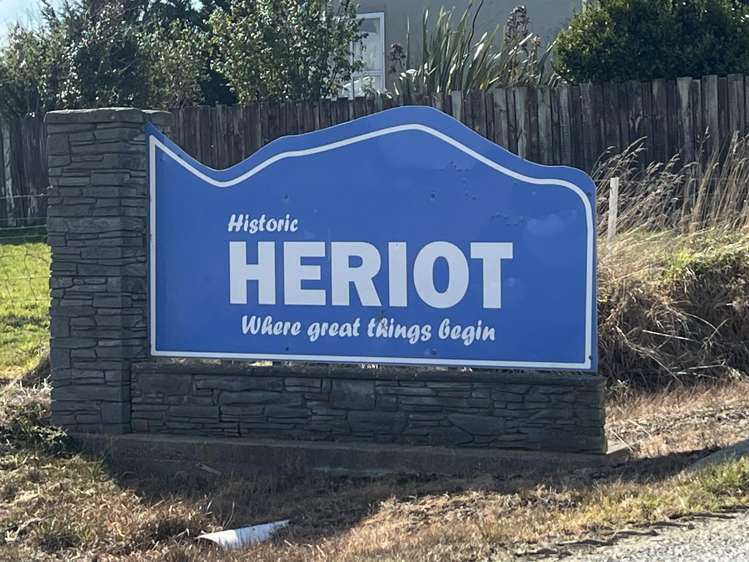 Historic
HERIOT
Where great things begin